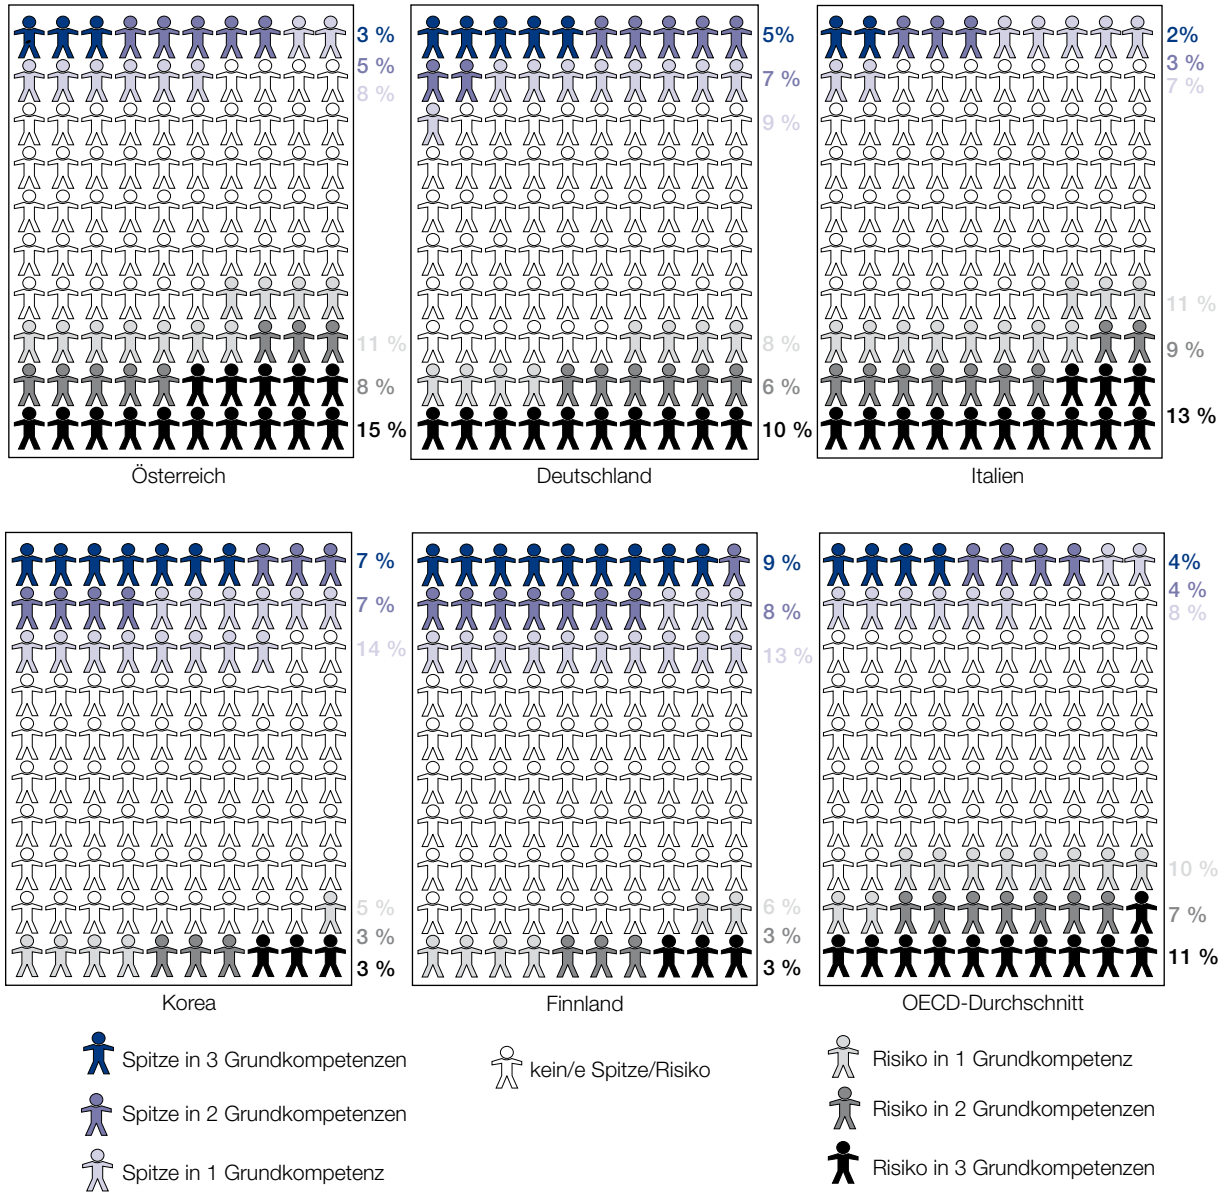 3 %
5 %
8 %
11 %
8 %
15 %
Österreich
5%
7 %
9 %
8 %
6 %
10 %
Deutschland
2%
3 %
7 %
11 %
9 %
13 %
Italien
7 %
7 %
14 %
5 %
3 %
3 %
Korea
9 %
8 %
13 %
6 %
3 %
3 %
Finnland
4%
4 %
8 %
10 %
7 %
11 %
OECD-Durchschnitt
Spitze in 3 Grundkompetenzen
Spitze in 2 Grundkompetenzen
Spitze in 1 Grundkompetenz
kein/e Spitze/Risiko
Risiko in 1 Grundkompetenz
Risiko in 2 Grundkompetenzen
Risiko in 3 Grundkompetenzen